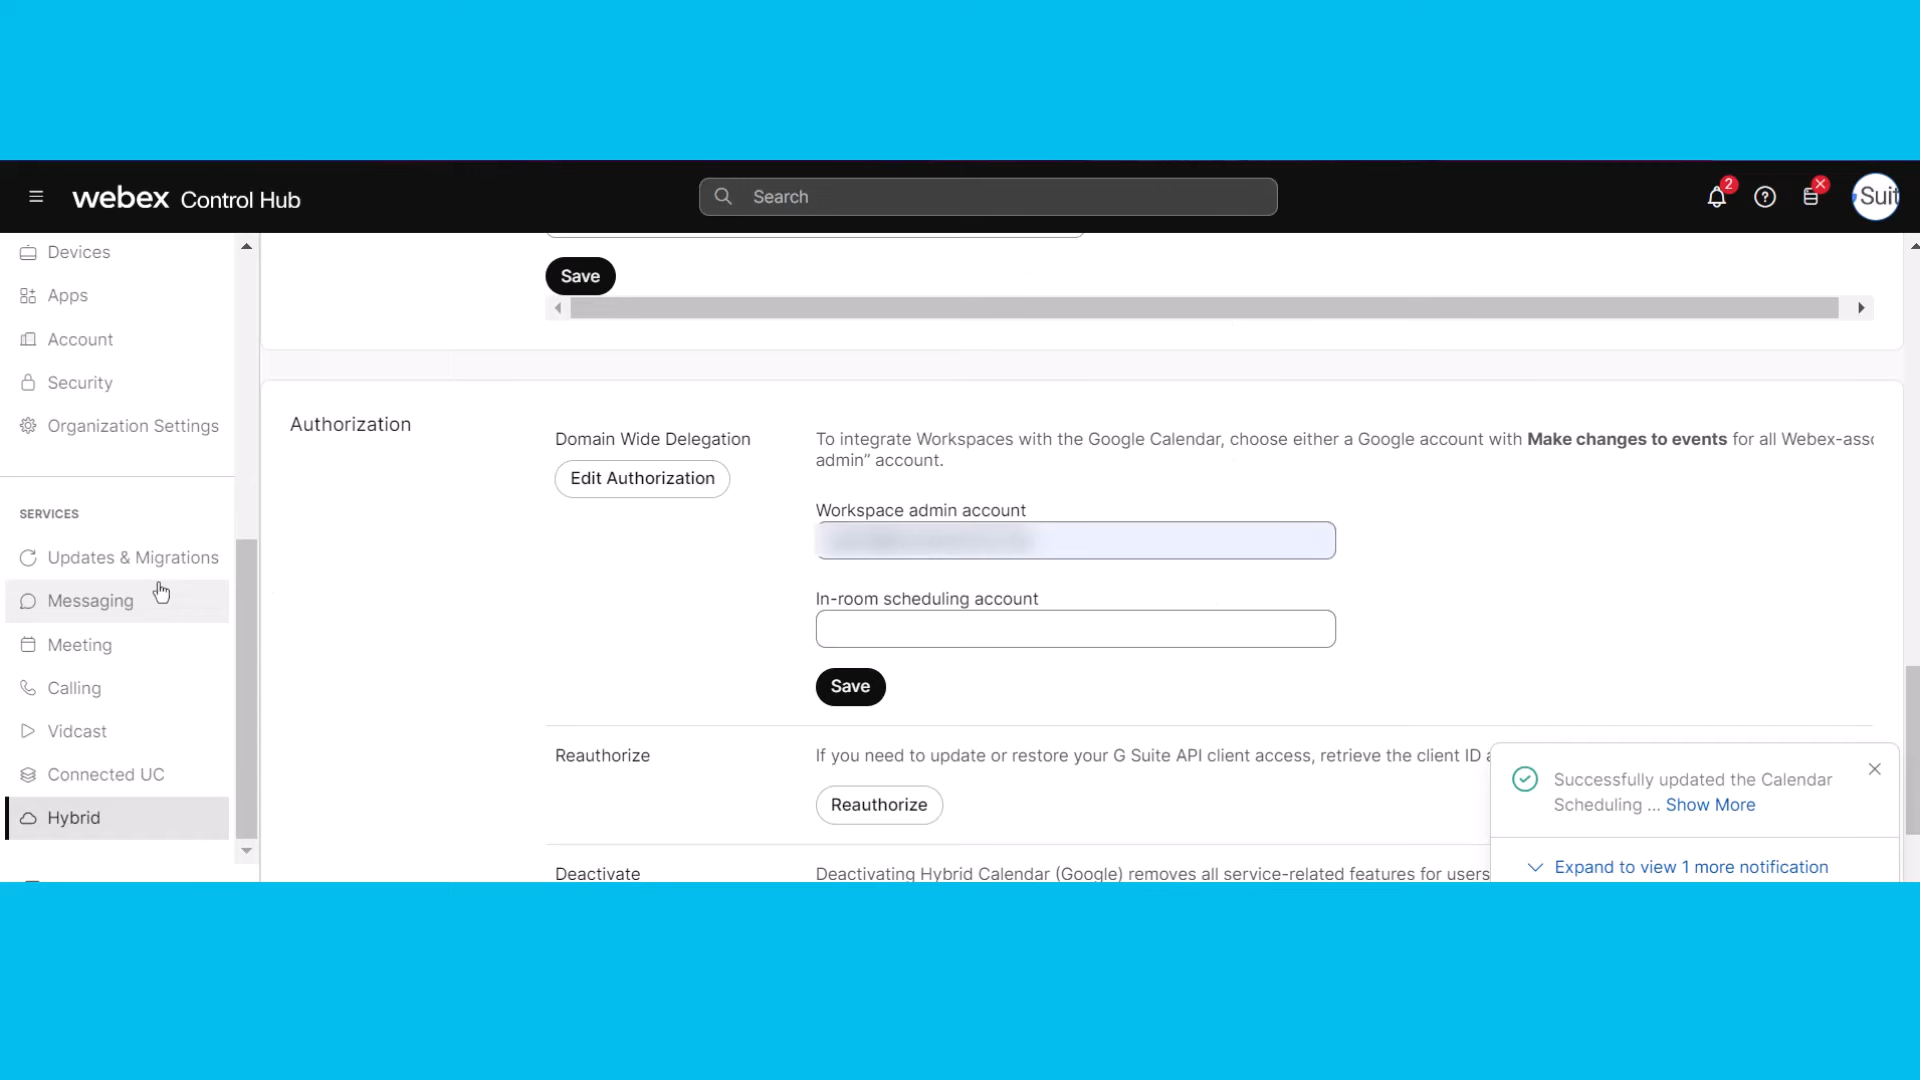 webex Control Hub
Search
2
Suit
Devices
Apps
Account
Security
Organization Settings
SERVICES
Updates & Migrations
Messaging
Meeting
Calling
Vidcast
Connected UC
Hybrid
Save
Authorization
Domain Wide Delegation
Edit Authorization
To integrate Workspaces with the Google Calendar, choose either a Google account with Make changes to events for all Webex-asso
admin” account.
Workspace admin account
In-room scheduling account
Save
Reauthorize
If you need to update or restore your G Suite API client access, retrieve the client ID
Reauthorize
Deactivate
Deactivating Hybrid Calendar (Google) removes all service-related features for users
Successfully updated the Calendar
Scheduling ... Show More
Expand to view 1 more notification